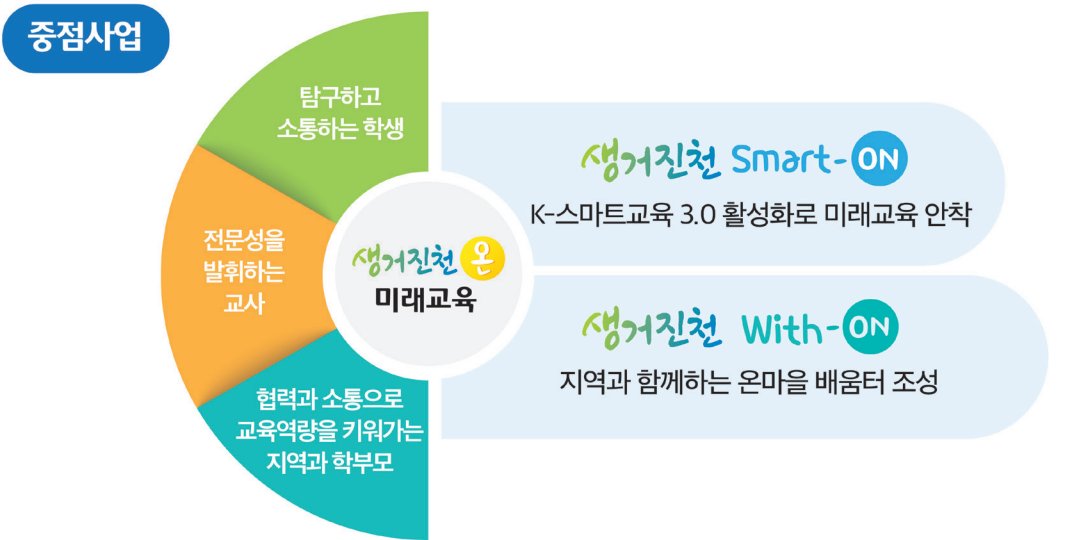 중점사업
탐구하고
소통하는 학생
전문성을
발휘하는
교사
협력과 소통으로
교육역량을 키워가는
지역과 학부모
생거진천 온
미래교육
생거진천 Smart-ON
K-스마트교육 3.0 활성화로 미래교육 안착
생거진천 With-ON
지역과 함께하는 온마을 배움터 조성